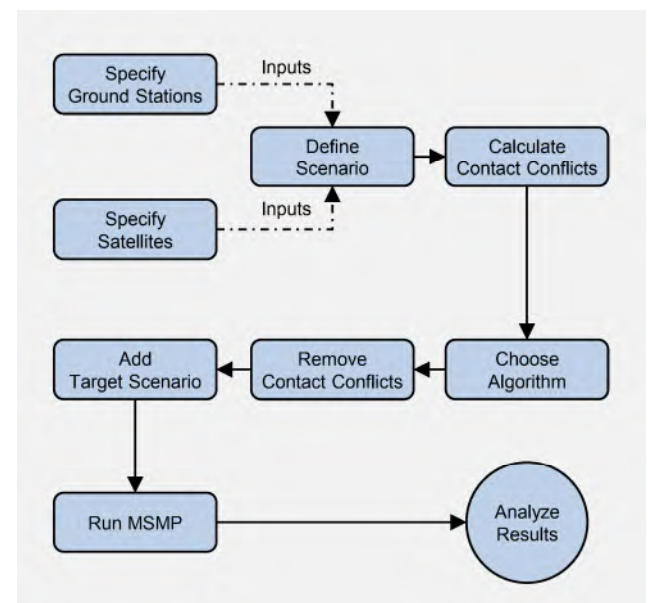 Specify
Ground Stations
Inputs
Define
Scenario
Calculate
Contact Conflicts
Specify
Satellites
Inputs
Add
Target Scenario
Remove
Contact Conflicts
Choose
Algorithm
Run MSMP
Analyze
Results